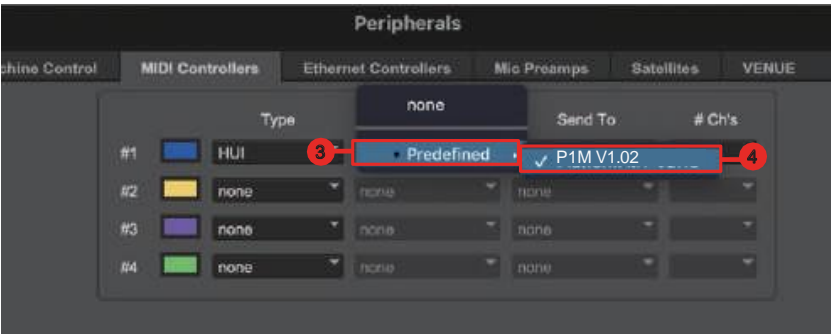 Peripherals
chine Control MIDI Controllers Ethernet Controllers Mic Preamps Satellites VENUE
Type none Send To # Ch's
#1 HUI 3 Predefined P1M V1.02 4
#2 none none none
#3 none none none
#4 none none none